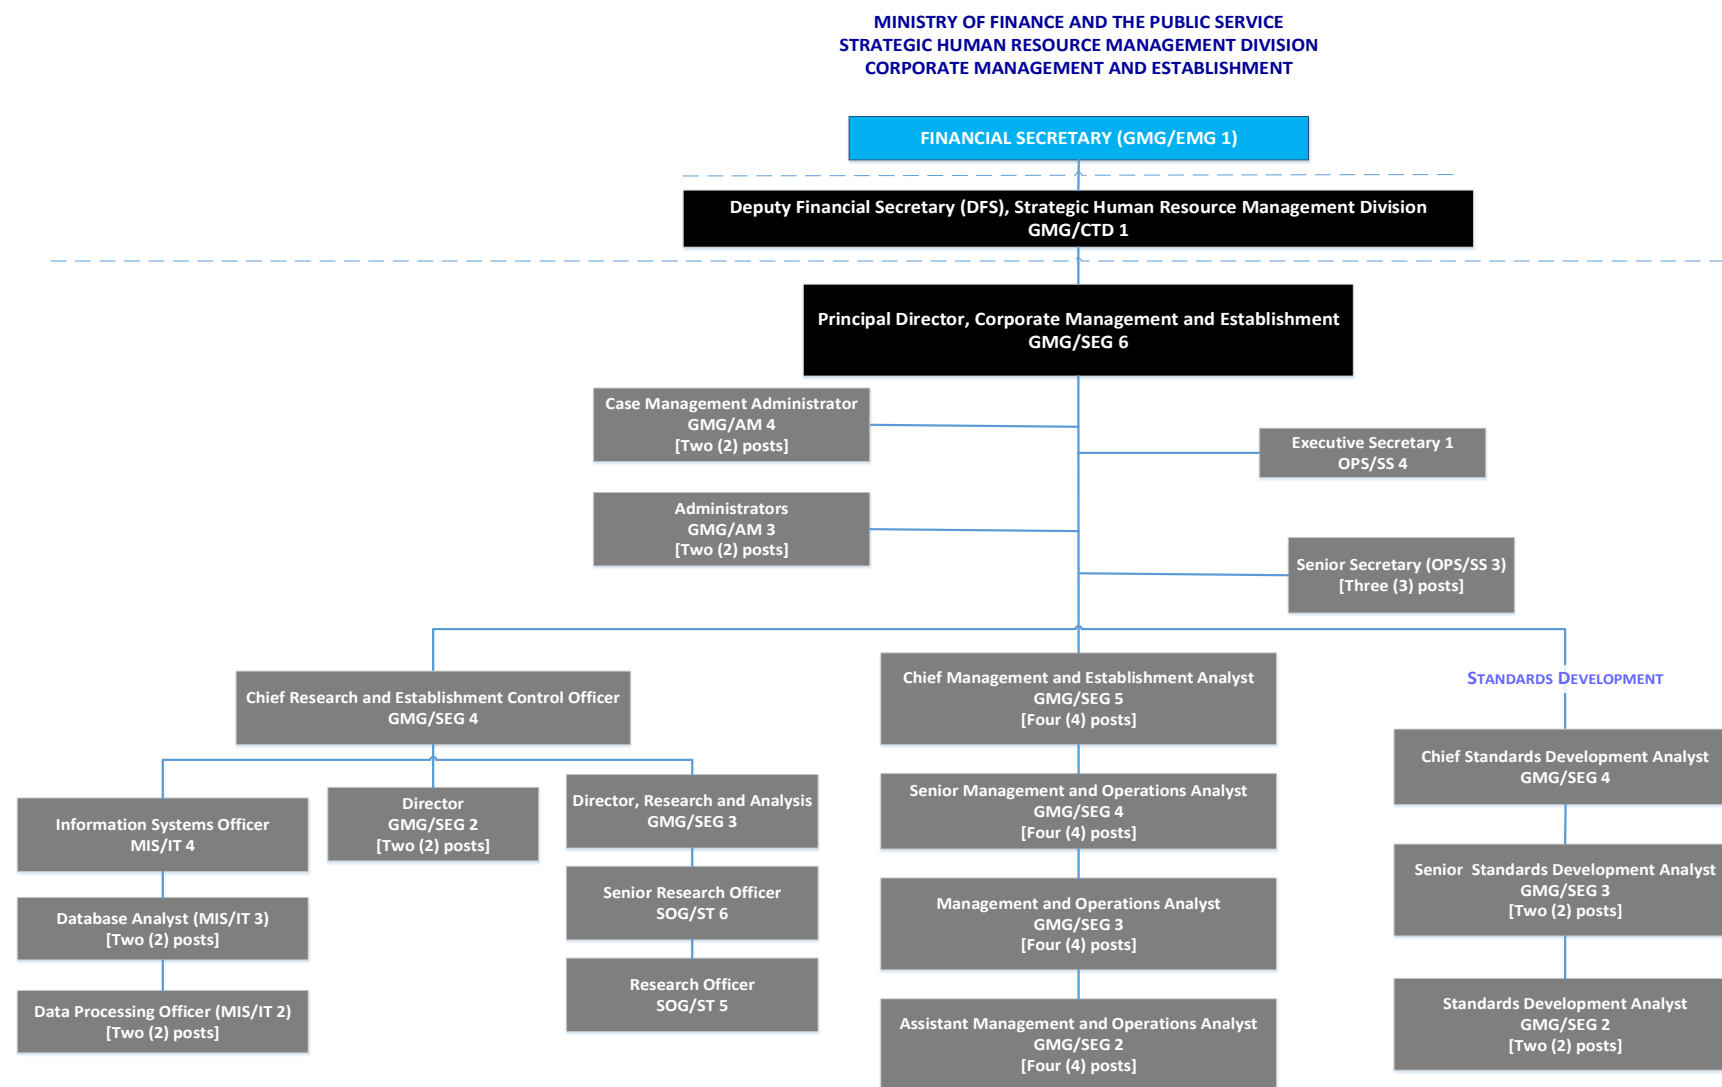 MINISTRY OF FINANCE AND THE PUBLIC SERVICE
STRATEGIC HUMAN RESOURCE MANAGEMENT DIVISION
CORPORATE MANAGEMENT AND ESTABLISHMENT
FINANCIAL SECRETARY (GMG/EMG 1)
Deputy Financial Secretary (DFS), Strategic Human Resource Management Division
GMG/CTD 1
Principal Director, Corporate Management and Establishment
GMG/SEG 6
Case Management Administrator
GMG/AM 4
[Two (2) posts]
Executive Secretary 1
OPS/SS 4
Administrators
GMG/AM 3
[Two (2) posts]
Senior Secretary (OPS/SS 3)
[Three (3) posts]
Chief Research and Establishment Control Officer
GMG/SEG 4
Information Systems Officer
MIS/IT 4
Database Analyst (MIS/IT 3)
[Two (2) posts]
Data Processing Officer (MIS/IT 2)
[Two (2) posts]
Director
GMG/SEG 2
[Two (2) posts]
Director, Research and Analysis
GMG/SEG 3
Senior Research Officer
SOG/ST 6
Research Officer
SOG/ST 5
Chief Management and Establishment Analyst
GMG/SEG 5
[Four (4) posts]
Senior Management and Operations Analyst
GMG/SEG 4
[Four (4) posts]
Management and Operations Analyst
GMG/SEG 3
[Four (4) posts]
Assistant Management and Operations Analyst
GMG/SEG 2
[Four (4) posts]
STANDARDS DEVELOPMENT
Chief Standards Development Analyst
GMG/SEG 4
Senior  Standards Development Analyst
GMG/SEG 3
[Two (2) posts]
Standards Development Analyst
GMG/SEG 2
[Two (2) posts]